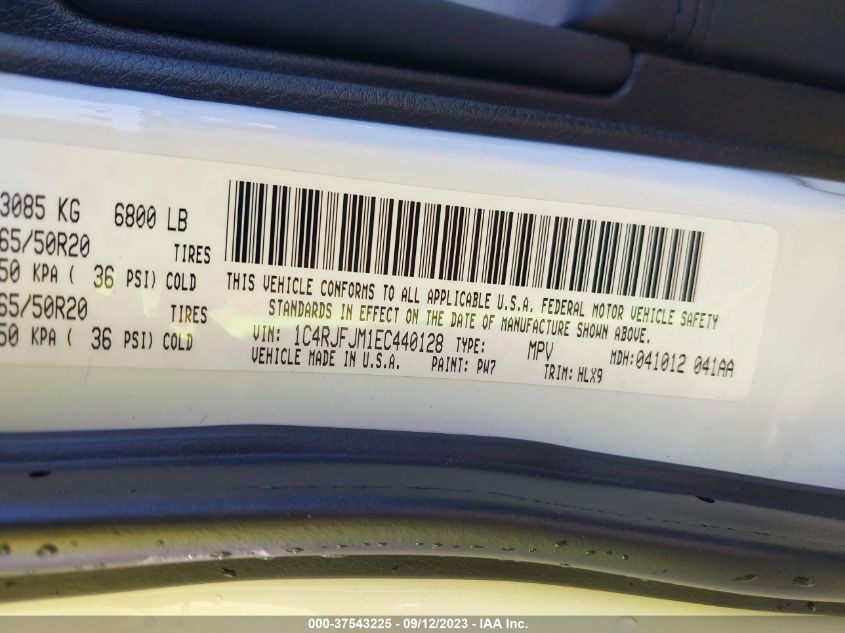 3085 KG 6800 LB
65/50R20 TIRES
50 KPA ( 36 PSI) COLD
65/50R20 TIRES
50 KPA ( 36 PSI) COLD
THIS VEHICLE CONFORMS TO ALL APPLICABLE U.S.A. FEDERAL MOTOR VEHICLE SAFETY
STANDARDS IN EFFECT ON THE DATE OF MANUFACTURE SHOWN ABOVE.
VIN: 1C4RJFJM1EC440128 TYPE: MPV MDH:041012 041AA
VEHICLE MADE IN U.S.A. PAINT: PW7 TRIM: HLX9
000-37543225 - 09/12/2023 - IAA Inc.